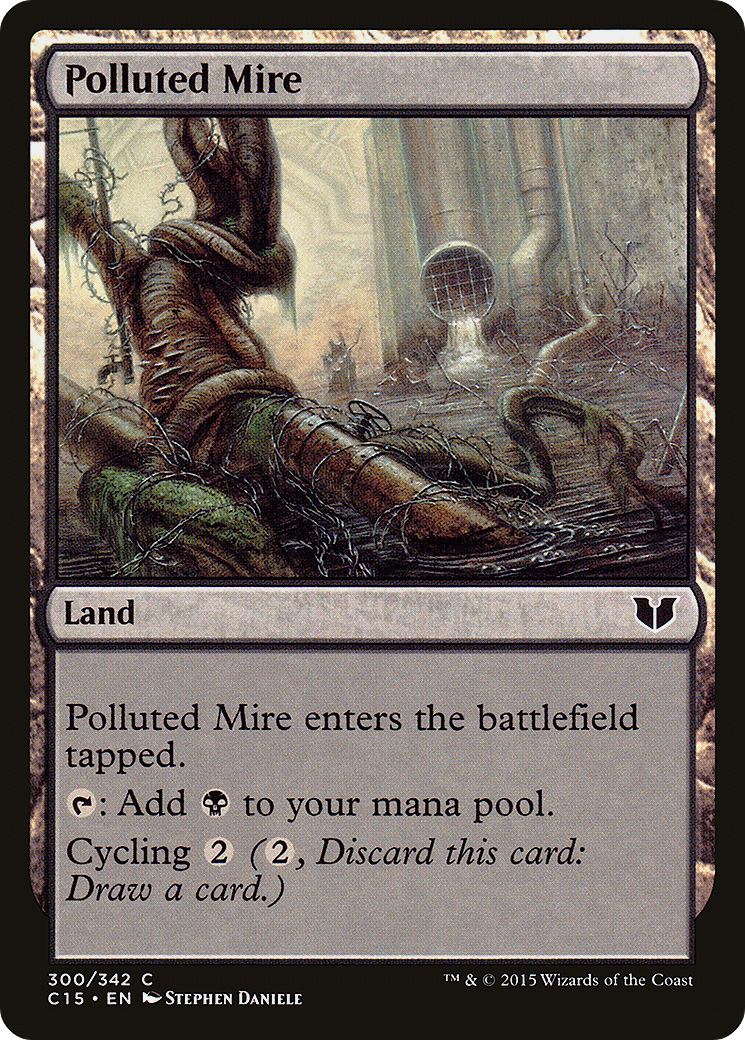 Polluted Mire
Land
Polluted Mire enters the battlefield
tapped.
: Add to your mana pool.
Cycling 2 (2, Discard this card:
Draw a card.)
300/342 C
C15 • EN Stephen Daniele
™ & © 2015 Wizards of the Coast